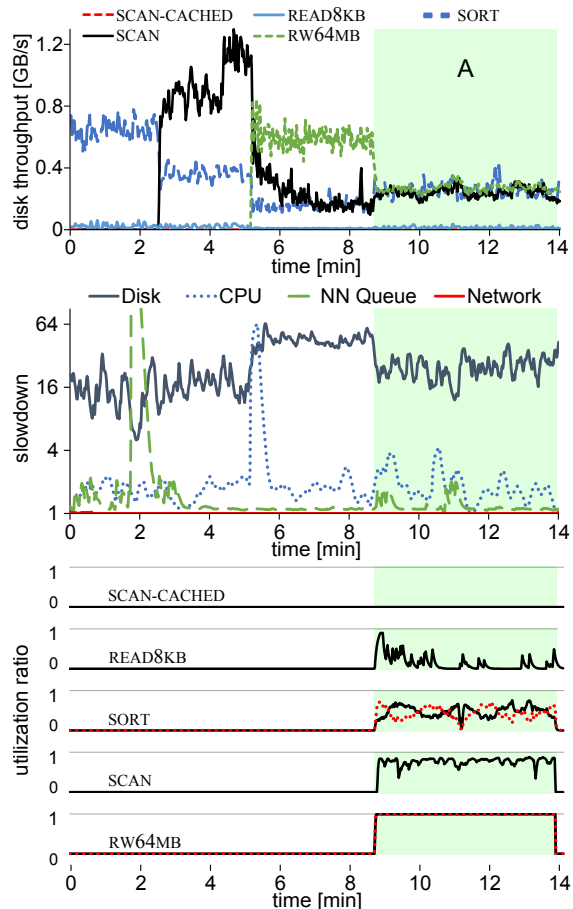 SCAN-CACHED READ8KB SORT
SCAN RW64MB
disk throughput [GB/s]
1.2
0.8
0.4
0
A
0 2 4 6 8 10 12 14
time [min]
Disk CPU NN Queue Network
slowdown
64
16
4
1
0 2 4 6 8 10 12 14
time [min]
utilization ratio
1
0
SCAN-CACHED
1
0
READ8KB
1
0
SORT
1
0
SCAN
1
0
RW64MB
0 2 4 6 8 10 12 14
time [min]